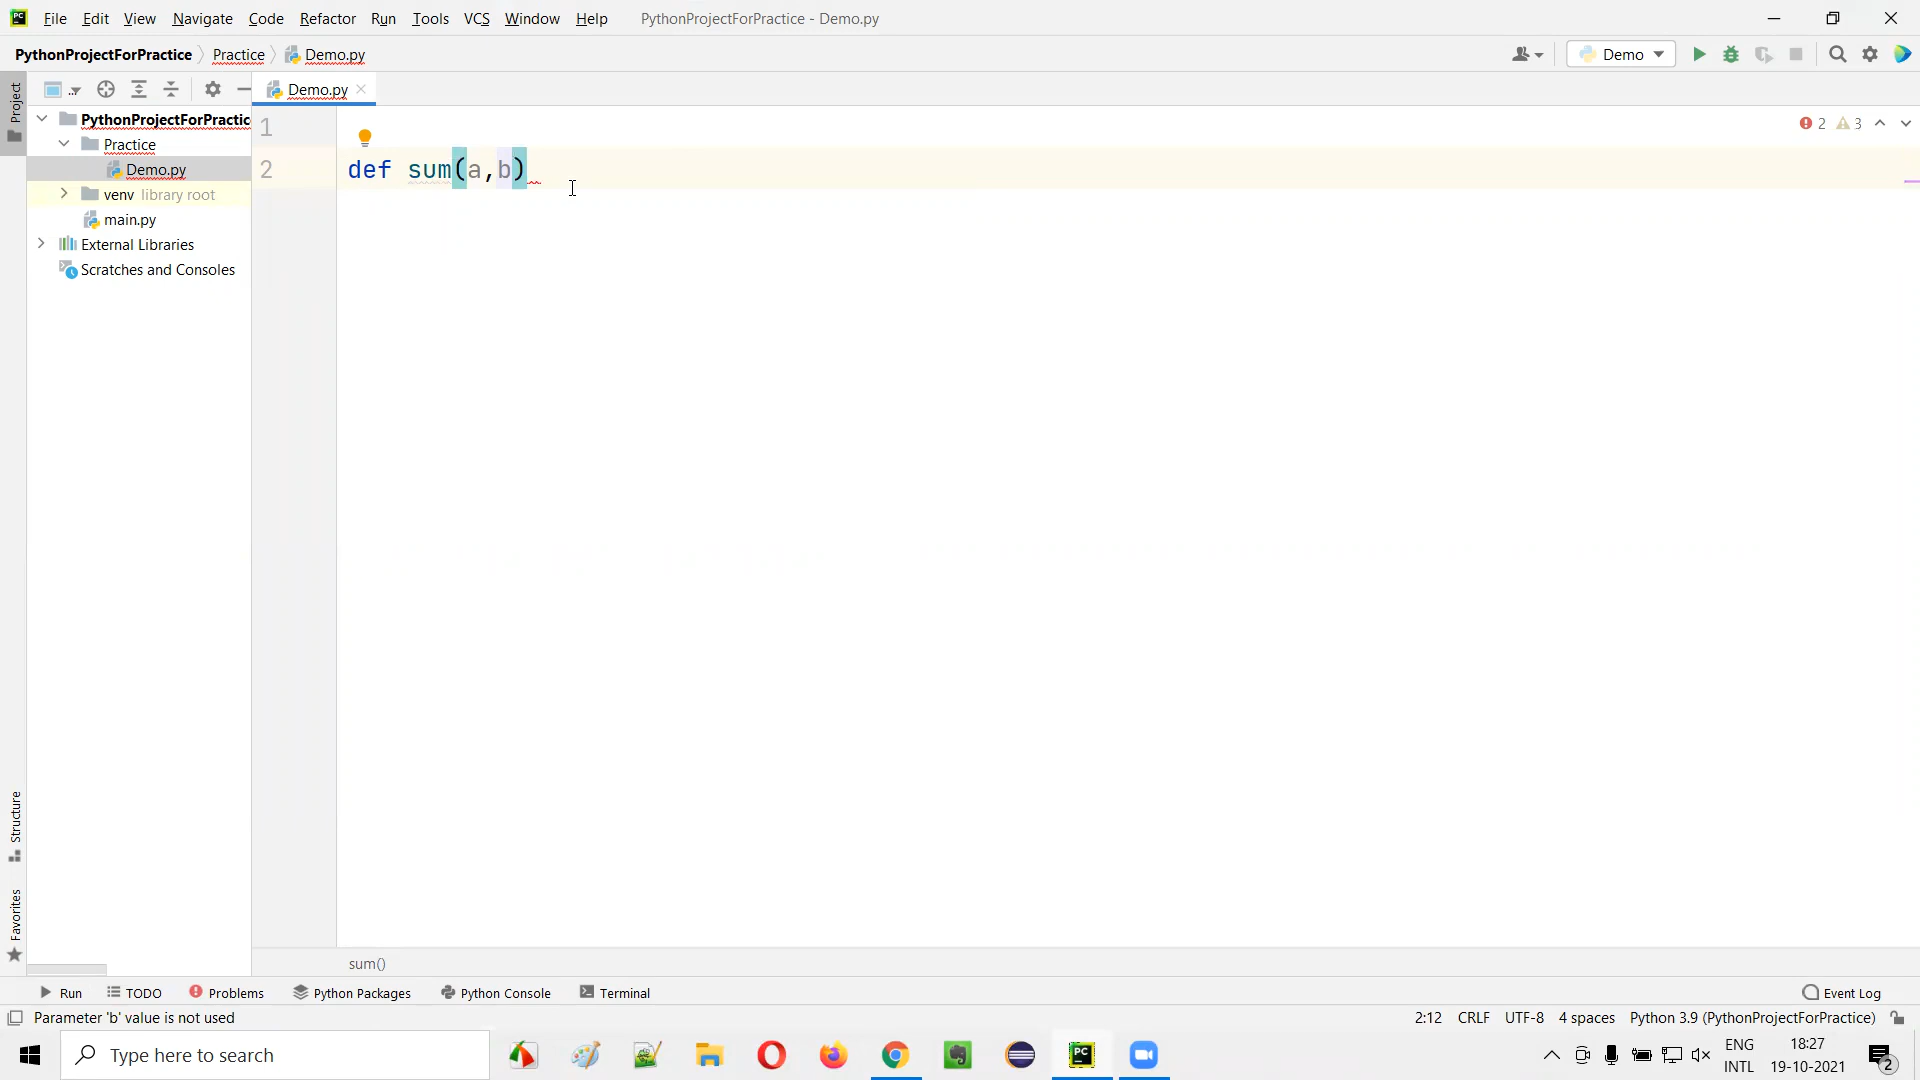 File Edit View Navigate Code Refactor Run Tools VCS Window Help PythonProjectForPractice - Demo.py
PythonProjectForPractice Practice Demo.py
Demo
Project
Demo.py
PythonProjectForPractic
Practice
Demo.py
venv library root
main.py
External Libraries
Scratches and Consoles
1
2 def sum(a,b)
2 3
Structure
Favorites
sum()
Run TODO Problems Python Packages Python Console Terminal Event Log
Parameter 'b' value is not used 2:12 CRLF UTF-8 4 spaces Python 3.9 (PythonProjectForPractice)
Type here to search
PC
ENG
INTL
18:27
19-10-2021
2